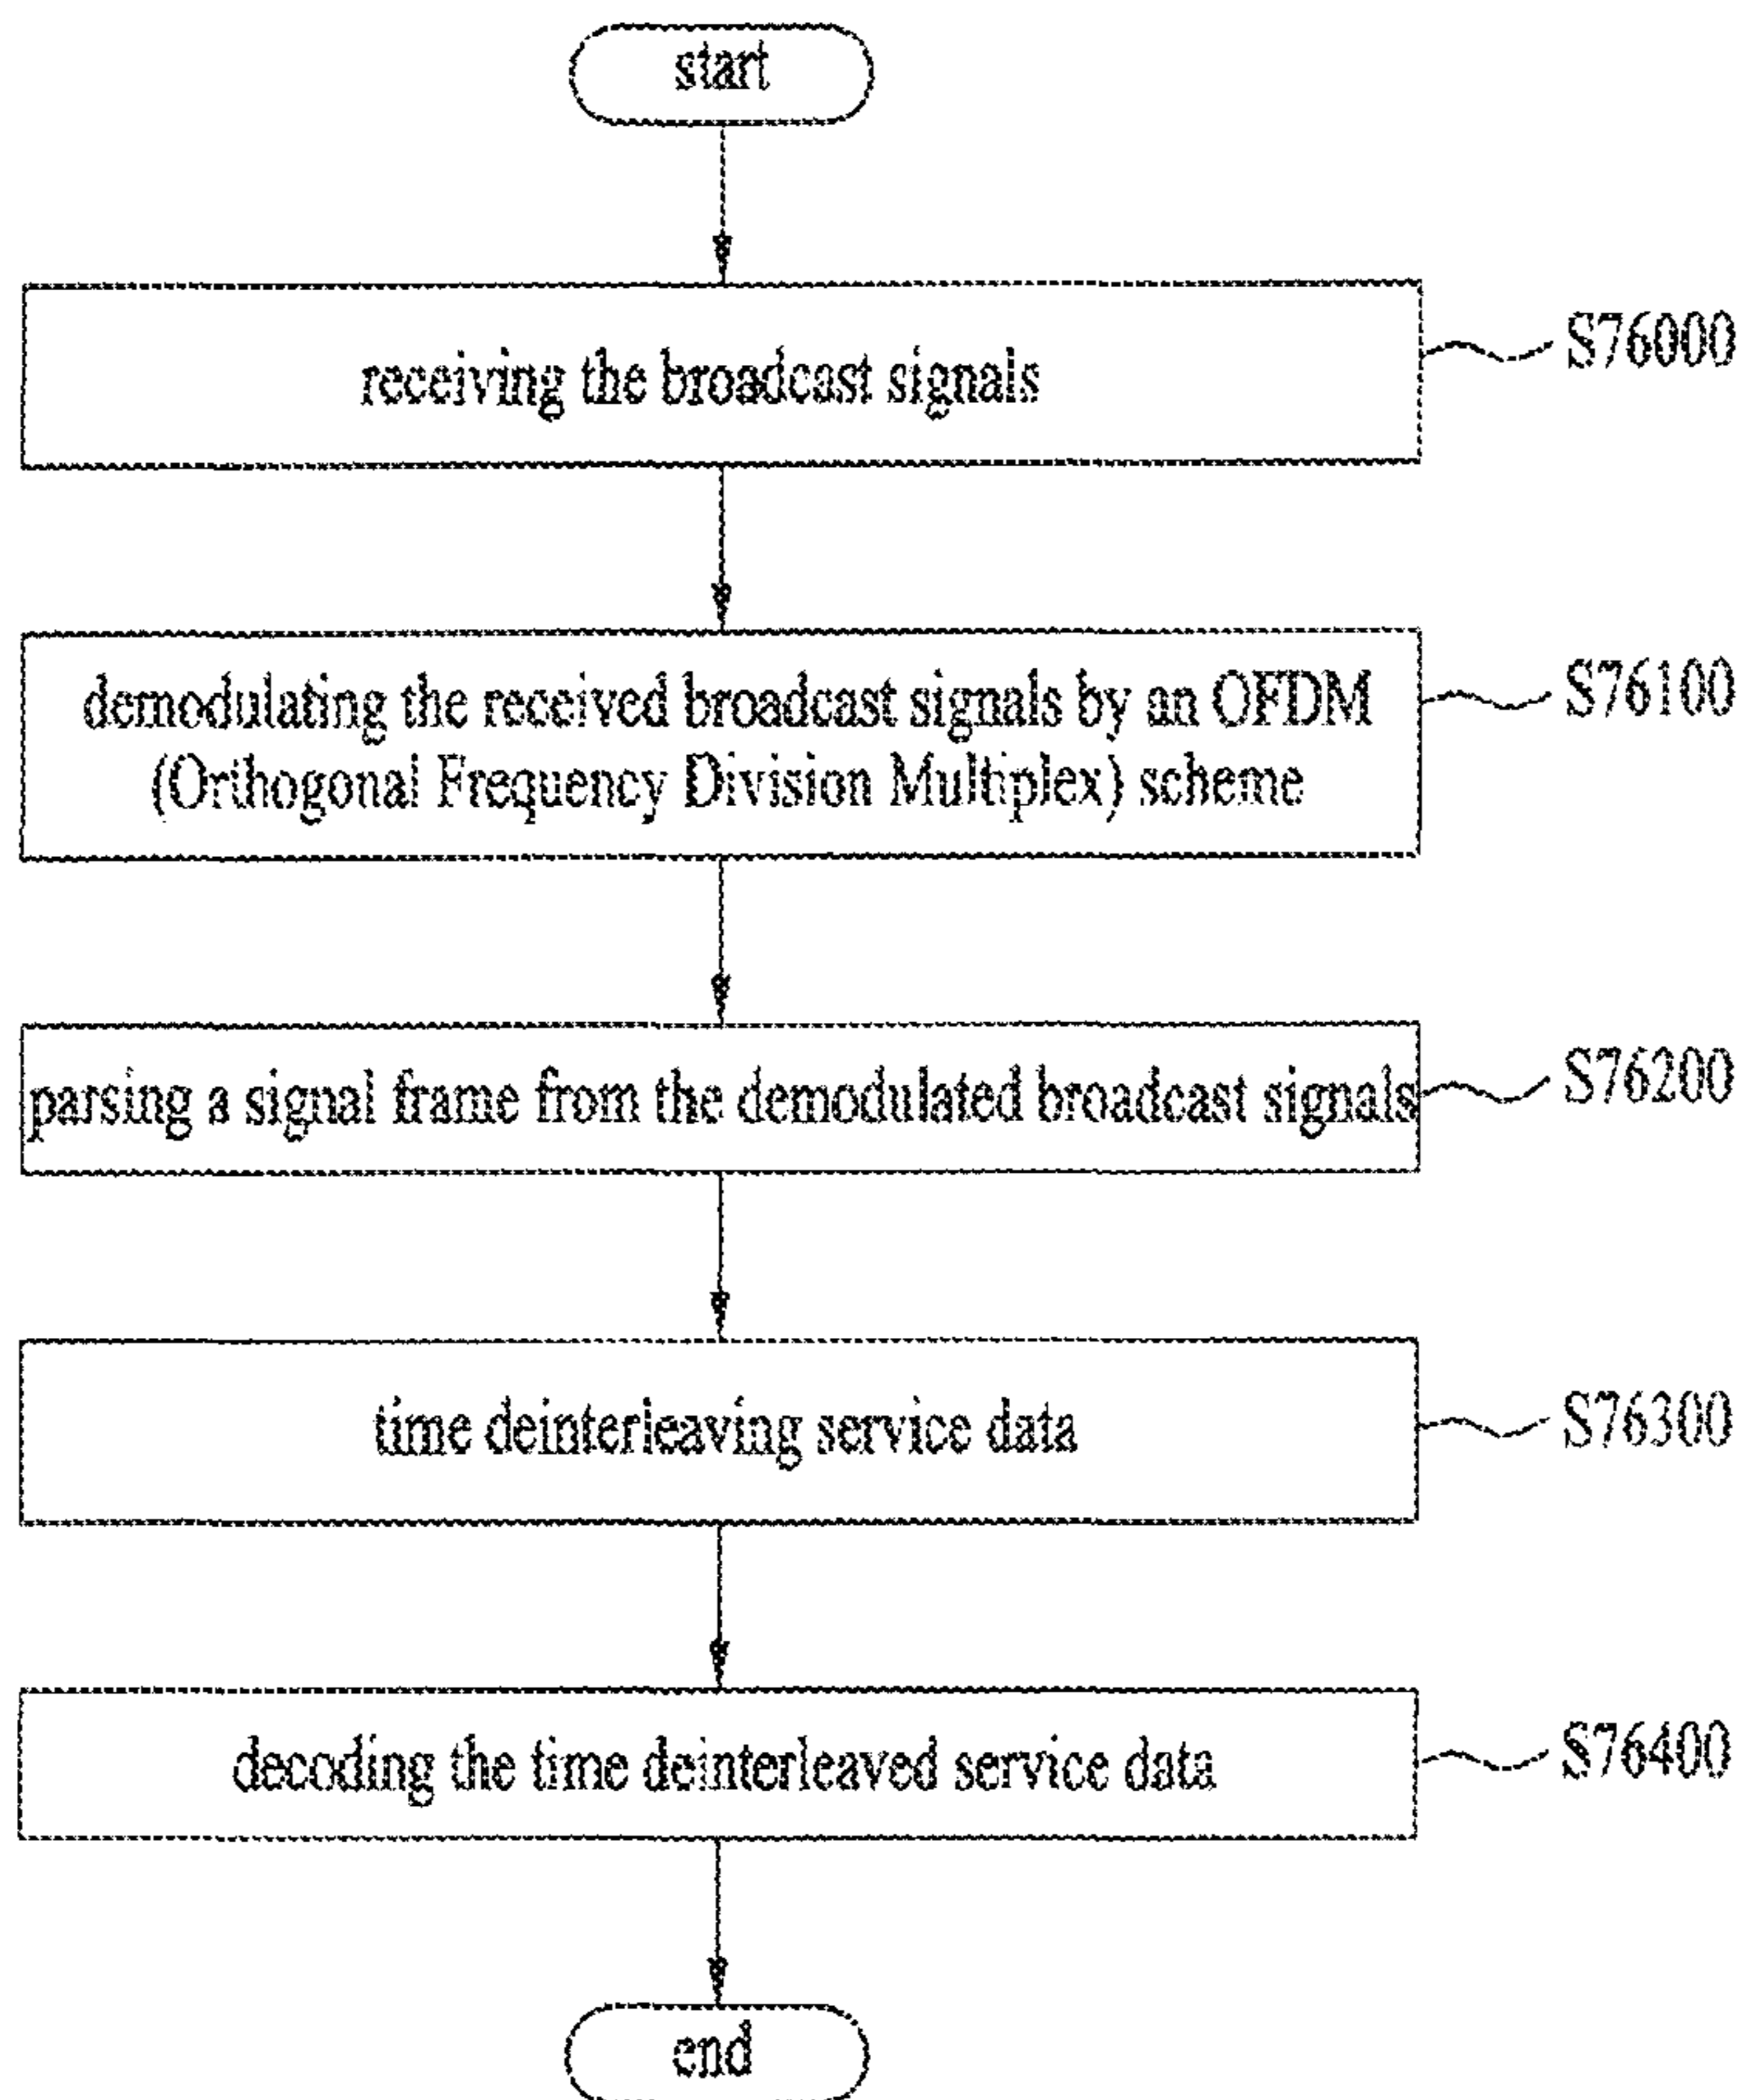 start
receiving the broadcast signals
S76000
demodulating the received broadcast signals by an OFDM
(Orthogonal Frequency Division Multiplex) scheme
S76100
parsing a signal frame from the demodulated broadcast signals
S76200
time deinterleaving service data
S76300
decoding the time deinterleaved service data
S76400
end